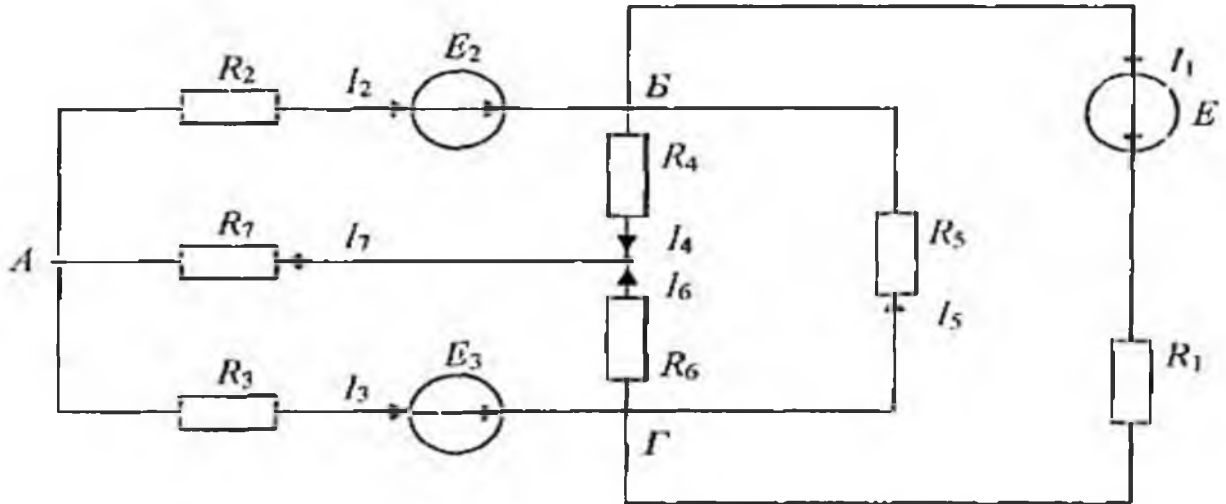 I₁
E₂
R₂ I₂ Б E
R₄
R₇ I₇ I₄ R₅
А
I₆ I₅
E₃
R₃ I₃ R₆ R₁
Г